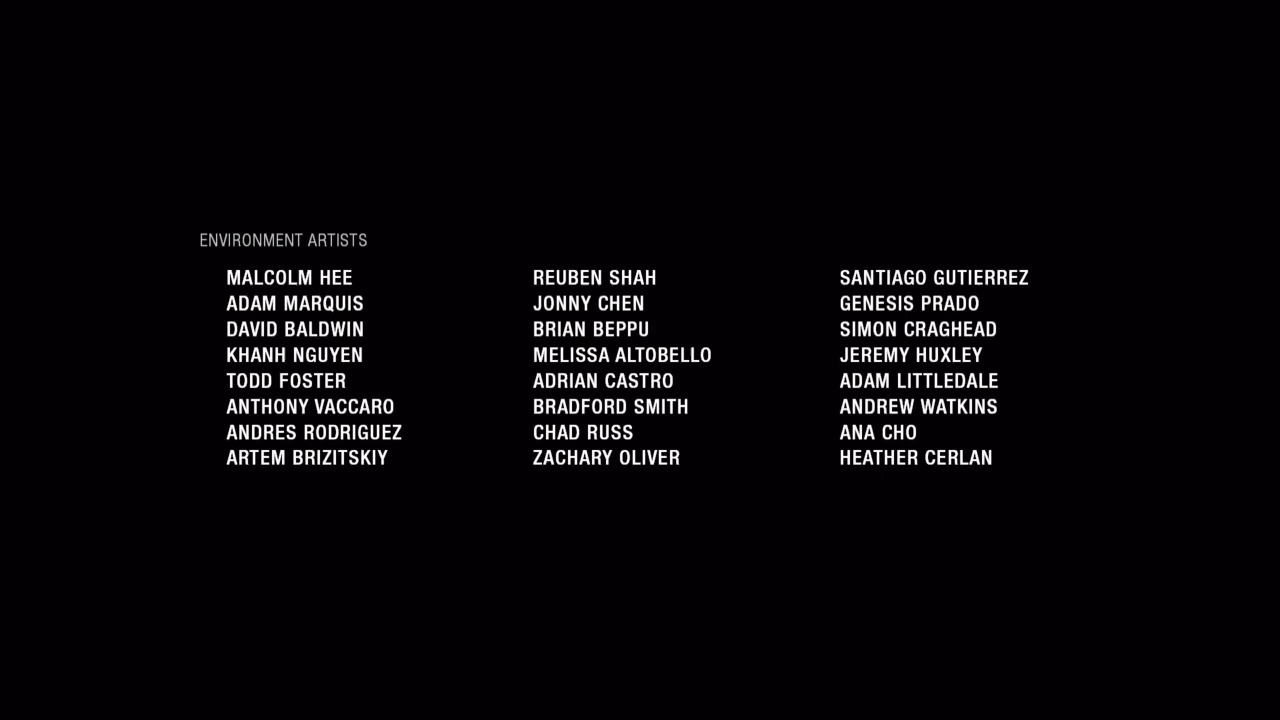 ENVIRONMENT ARTISTS
MALCOLM HEE
ADAM MARQUIS
DAVID BALDWIN
KHANH NGUYEN
TODD FOSTER
ANTHONY VACCARO
ANDRES RODRIGUEZ
ARTEM BRIZITSKIY
REUBEN SHAH
JONNY CHEN
BRIAN BEPPU
MELISSA ALTOBELLO
ADRIAN CASTRO
BRADFORD SMITH
CHAD RUSS
ZACHARY OLIVER
SANTIAGO GUTIERREZ
GENESIS PRADO
SIMON CRAGHEAD
JEREMY HUXLEY
ADAM LITTLEDALE
ANDREW WATKINS
ANA CHO
HEATHER CERLAN